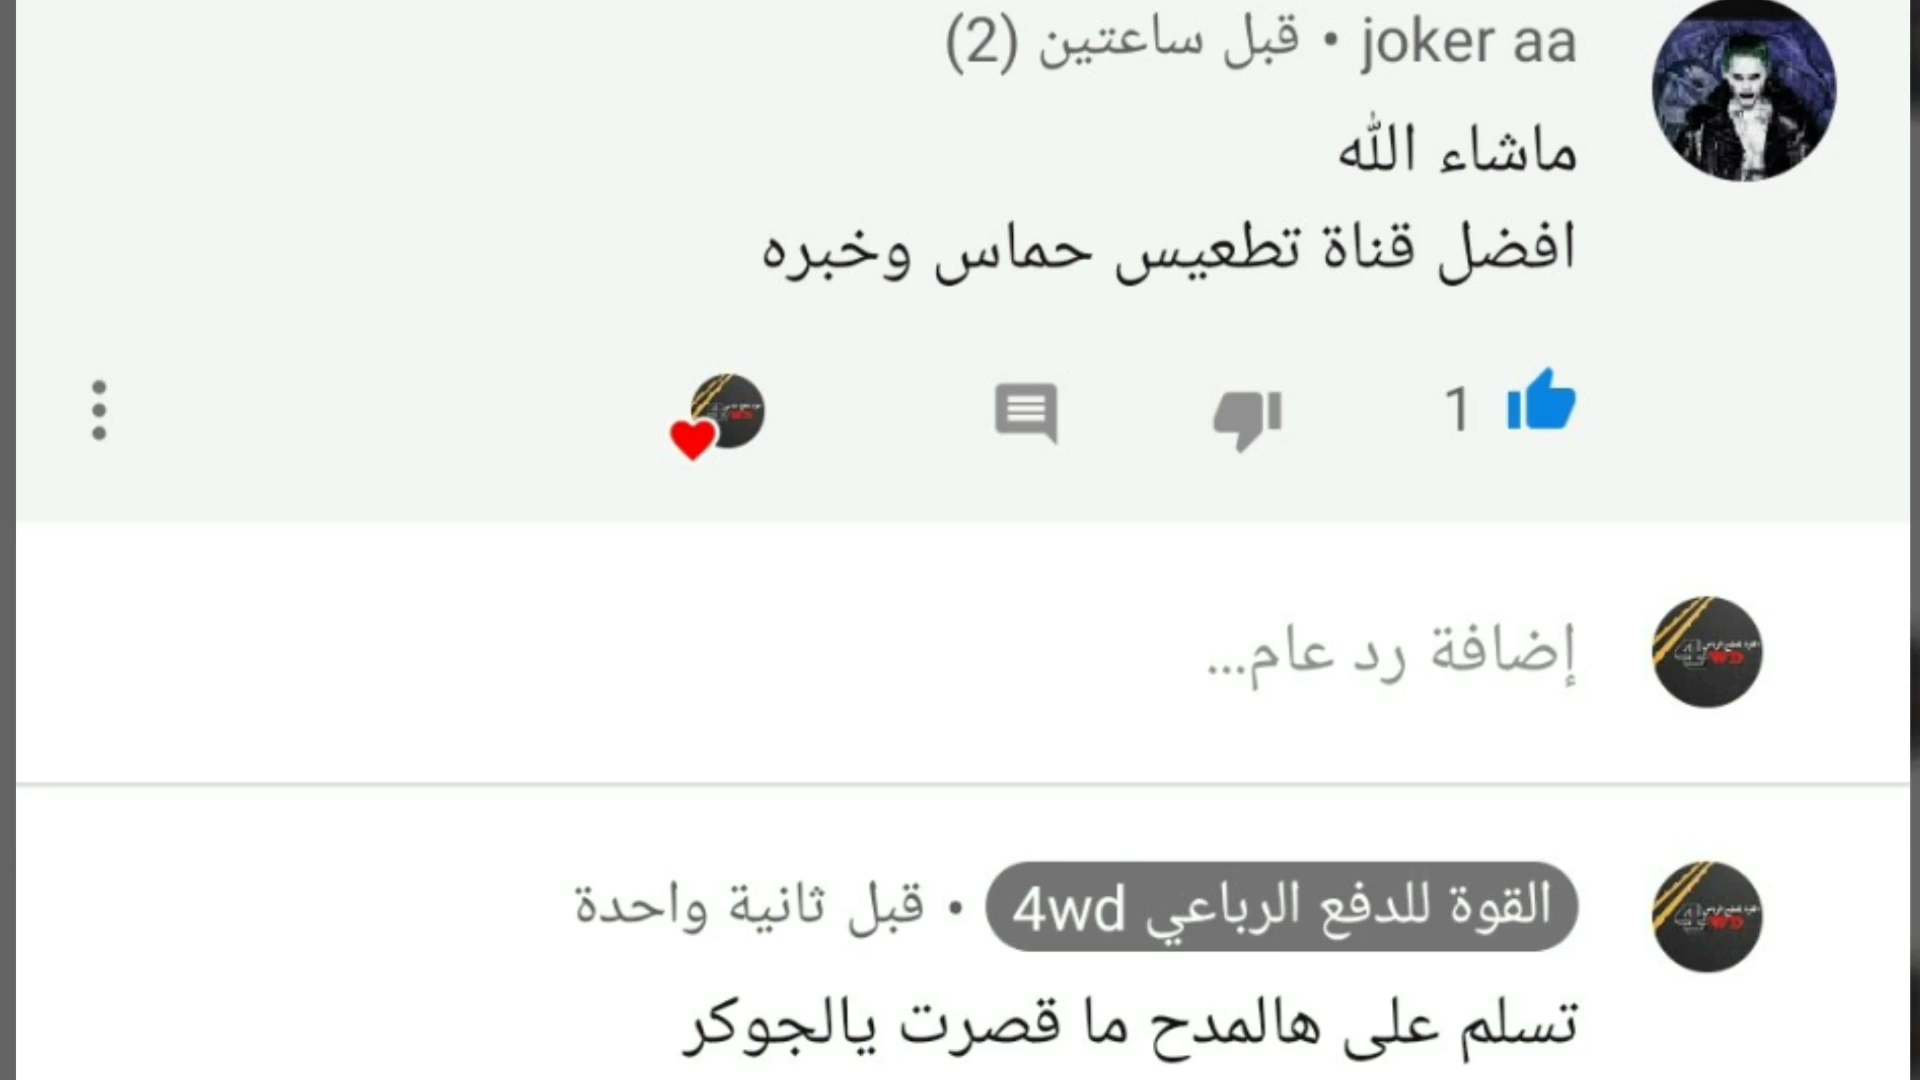 joker aa • قبل ساعتين (2)
ماشاء الله
افضل قناة تطعيس حماس وخبره
1
إضافة رد عام...
القوة للدفع الرباعي 4wd • قبل ثانية واحدة
تسلم على هالمدح ما قصرت يالجوكر